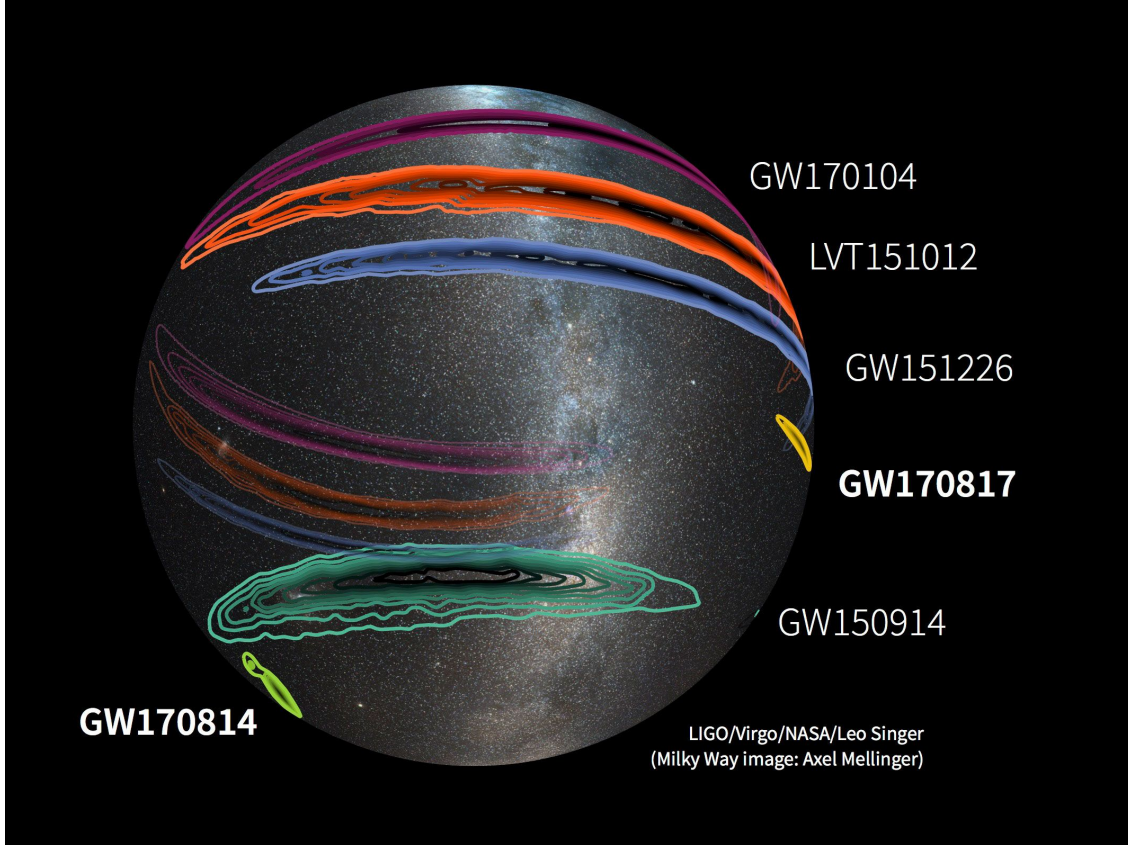 GW170104
LVT151012
GW151226
GW170817
GW150914
GW170814
LIGO/Virgo/NASA/Leo Singer
(Milky Way image: Axel Mellinger)